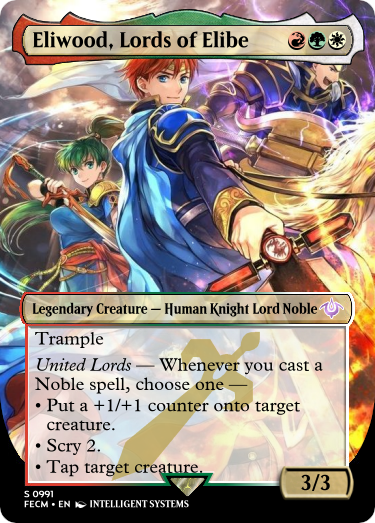 Eliwood, Lords of Elibe
Legendary Creature — Human Knight Lord Noble
Trample
United Lords — Whenever you cast a
Noble spell, choose one —
• Put a +1/+1 counter onto target
creature.
• Scry 2.
• Tap target creature.
3/3
S 0991
FECM • EN INTELLIGENT SYSTEMS